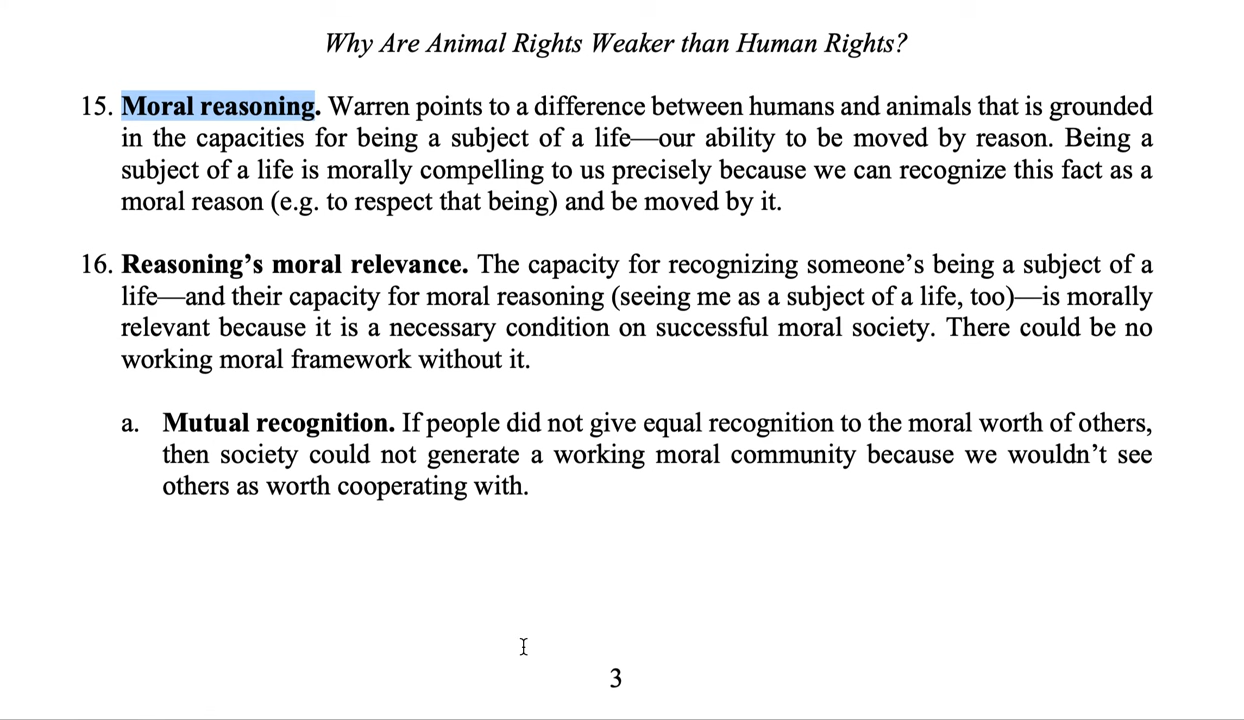 Why Are Animal Rights Weaker than Human Rights?
15. Moral reasoning. Warren points to a difference between humans and animals that is grounded
in the capacities for being a subject of a life—our ability to be moved by reason. Being a
subject of a life is morally compelling to us precisely because we can recognize this fact as a
moral reason (e.g. to respect that being) and be moved by it.
16. Reasoning’s moral relevance. The capacity for recognizing someone’s being a subject of a
life—and their capacity for moral reasoning (seeing me as a subject of a life, too)—is morally
relevant because it is a necessary condition on successful moral society. There could be no
working moral framework without it.
a. Mutual recognition. If people did not give equal recognition to the moral worth of others,
then society could not generate a working moral community because we wouldn’t see
others as worth cooperating with.
3